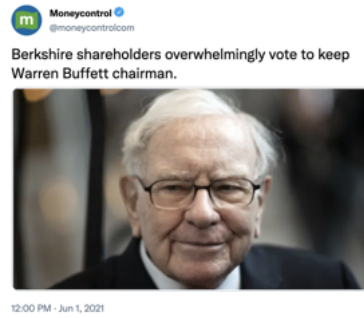 m
Moneycontrol
@moneycontrolcom
Berkshire shareholders overwhelmingly vote to keep
Warren Buffett chairman.
12:00 PM · Jun 1, 2021